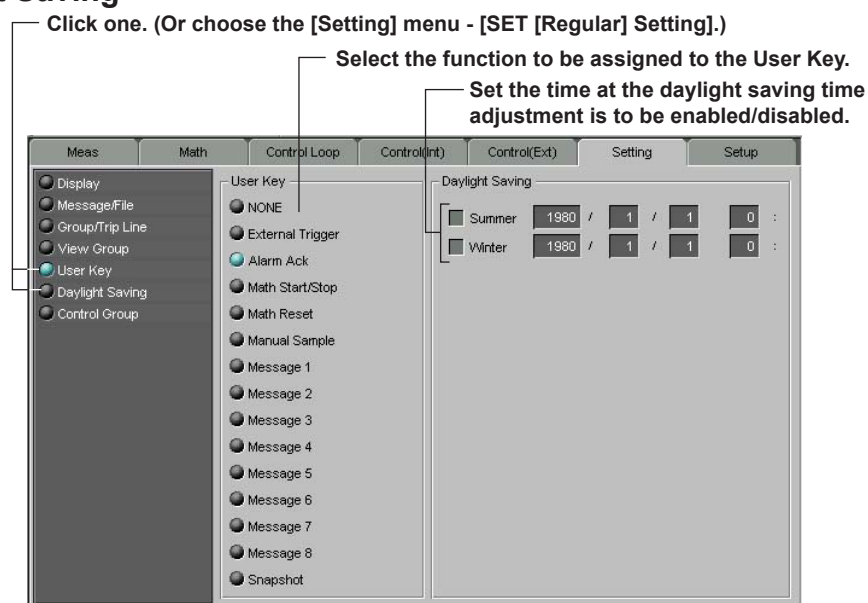 Click one. (Or choose the [Setting] menu - [SET [Regular] Setting].)
Select the function to be assigned to the User Key.
Set the time at the daylight saving time
adjustment is to be enabled/disabled.
Meas Math Control Loop Control(Int) Control(Ext) Setting Setup
Display
Message/File
Group/Trip Line
View Group
User Key
Daylight Saving
Control Group
User Key
NONE
External Trigger
Alarm Ack
Math Start/Stop
Math Reset
Manual Sample
Message 1
Message 2
Message 3
Message 4
Message 5
Message 6
Message 7
Message 8
Snapshot
Daylight Saving
Summer 1980 / 1 / 1 0 :
Winter 1980 / 1 / 1 0 :